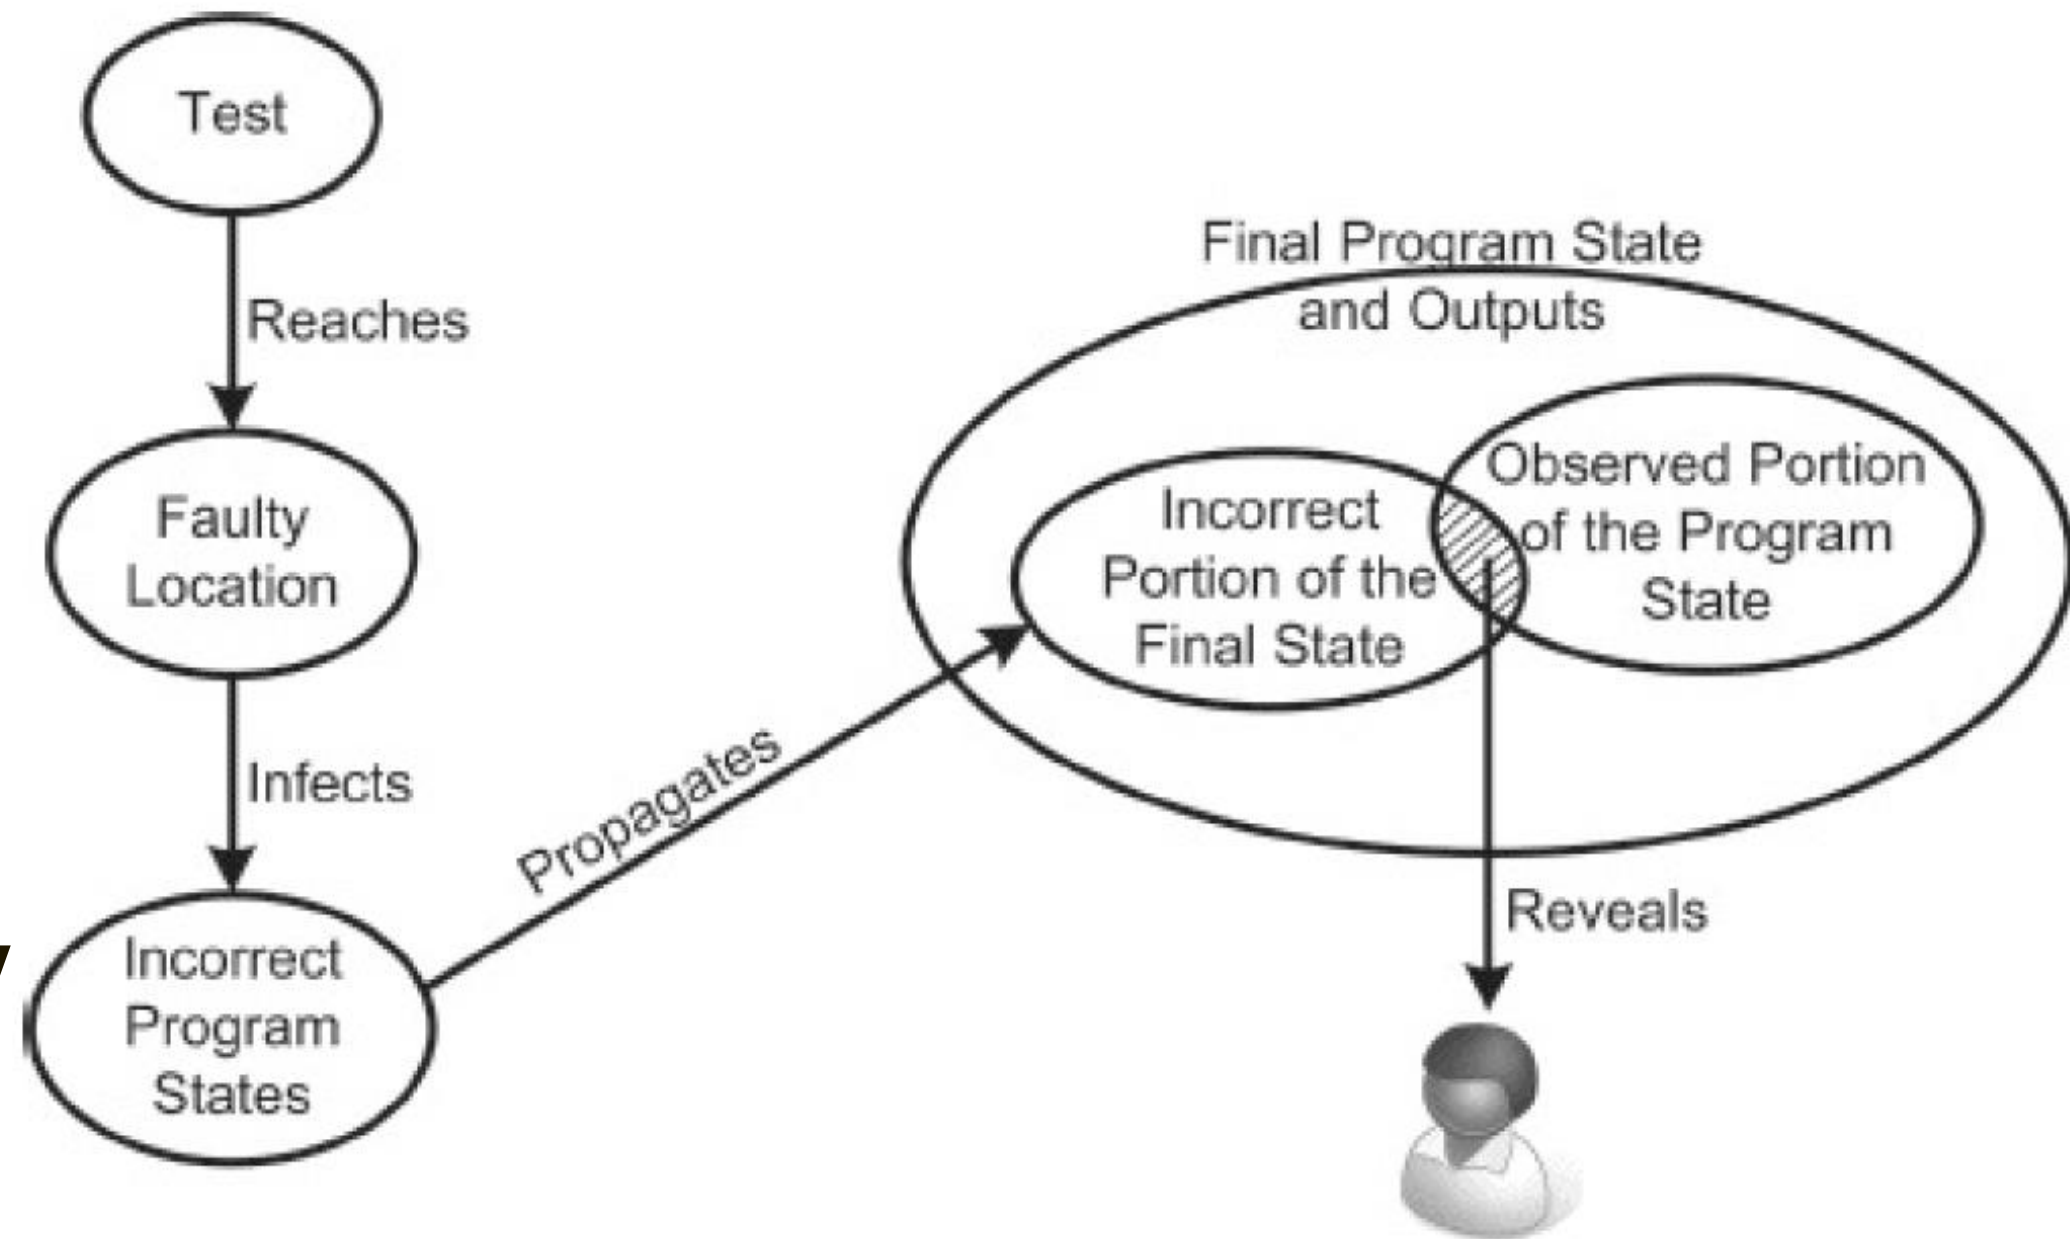 Test
Reaches
Faulty
Location
Infects
Incorrect
Program
States
Propagates
Final Program State
and Outputs
Incorrect
Portion of the
Final State
Observed Portion
of the Program
State
Reveals